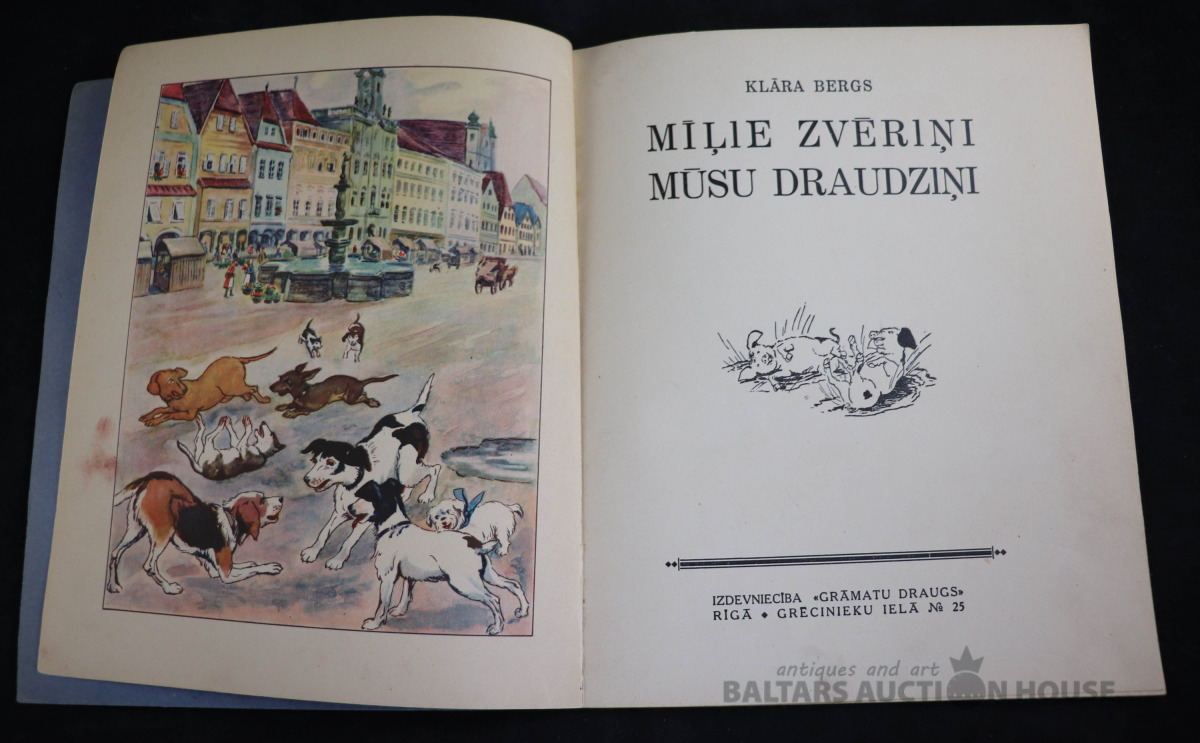 KLĀRA BERGS
MĪĻIE ZVĒRIŅI
MŪSU DRAUDZIŅI
IZDEVNIECĪBA «GRĀMATU DRAUGS»
RĪGĀ ◆ GRĒCINIEKU IELĀ № 25
antiques and art
BALTARS AUCTION HOUSE